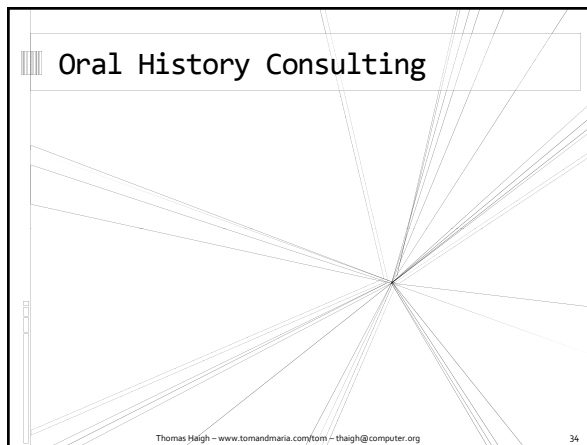 Oral History Consulting
Thomas Haigh – www.tomandmaria.com/tom – thaigh@computer.org 34